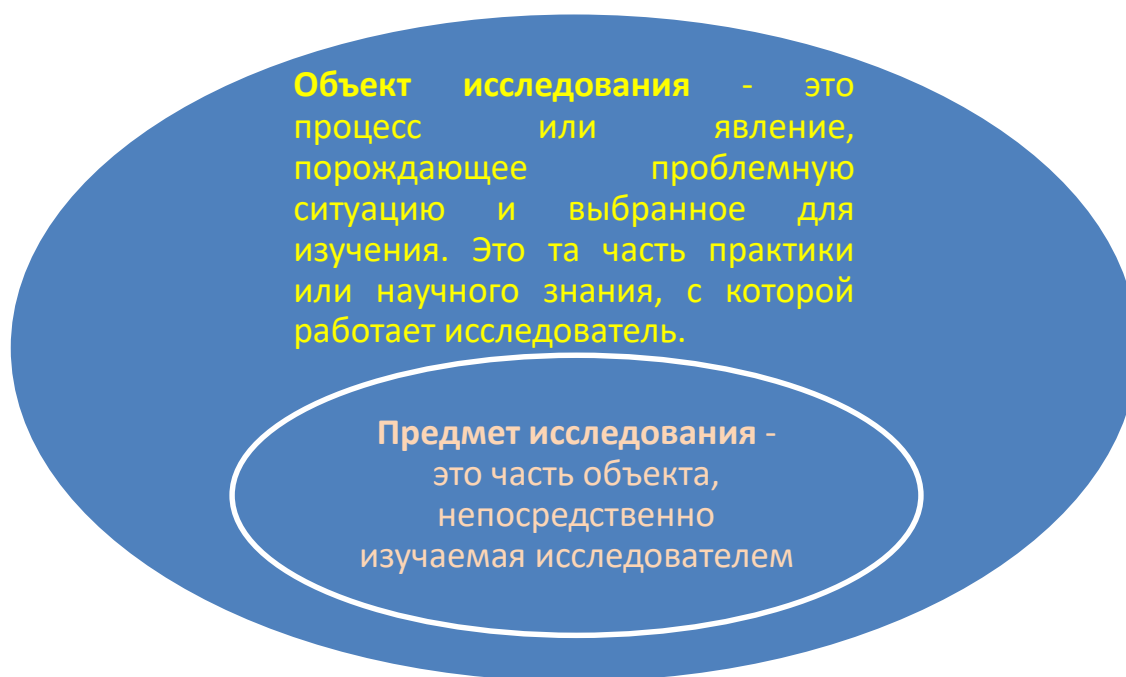 Объект исследования - это
процесс или явление,
порождающее проблемную
ситуацию и выбранное для
изучения. Это та часть практики
или научного знания, с которой
работает исследователь.
Предмет исследования -
это часть объекта,
непосредственно
изучаемая исследователем